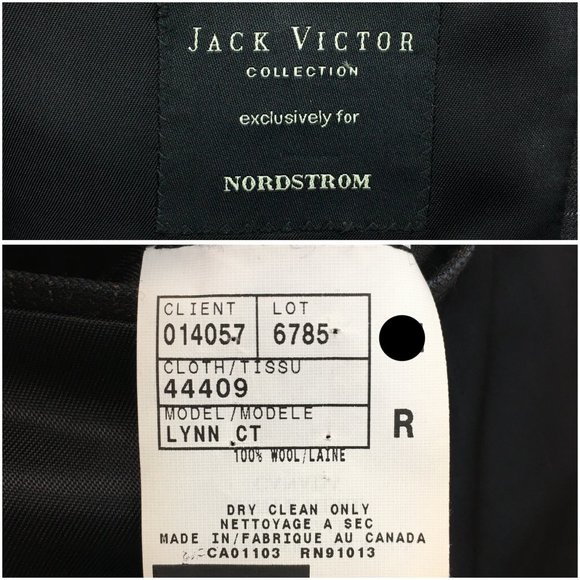 JACK VICTOR
COLLECTION
exclusively for
NORDSTROM
CLIENT LOT
014057 6785
CLOTH/TISSU
44409
MODEL/MODELE
LYNN CT R
100% WOOL/LAINE
DRY CLEAN ONLY
NETTOYAGE A SEC
MADE IN/FABRIQUE AU CANADA
CA01103 RN91013